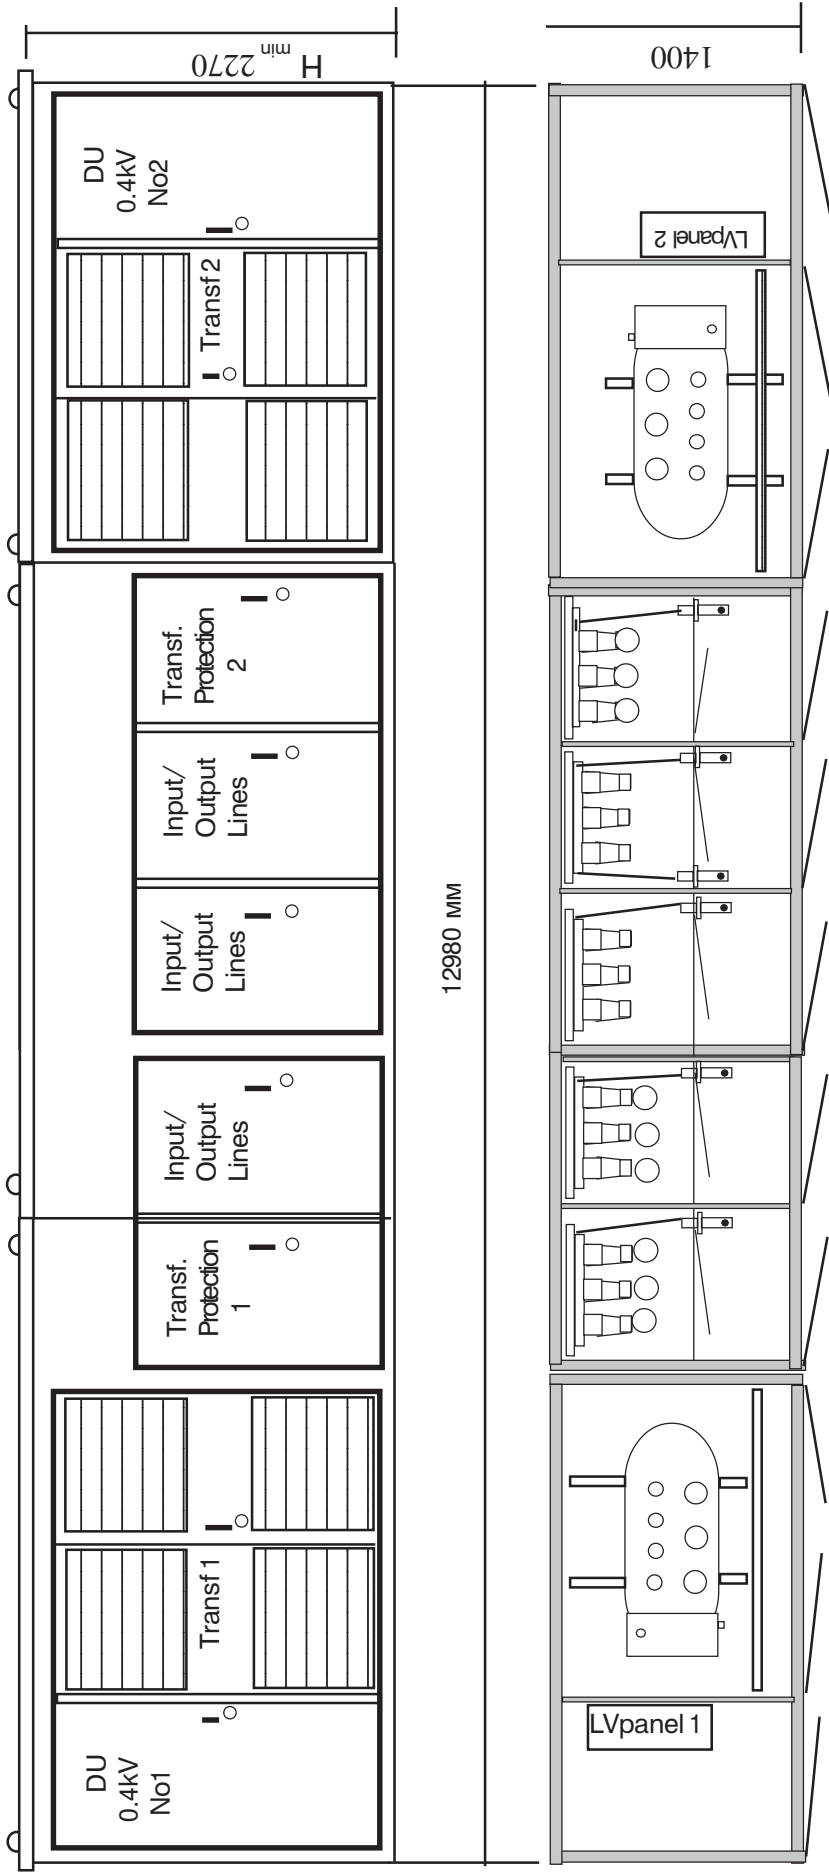 H min 2270
1400
DU
0.4kV
No2
LVpanel 2
Transf 2
Transf.
Protection
2
Input/
Output
Lines
12980 мм
Input/
Output
Lines
Input/
Output
Lines
Transf.
Protection
1
Transf 1
LVpanel 1
DU
0.4kV
No1